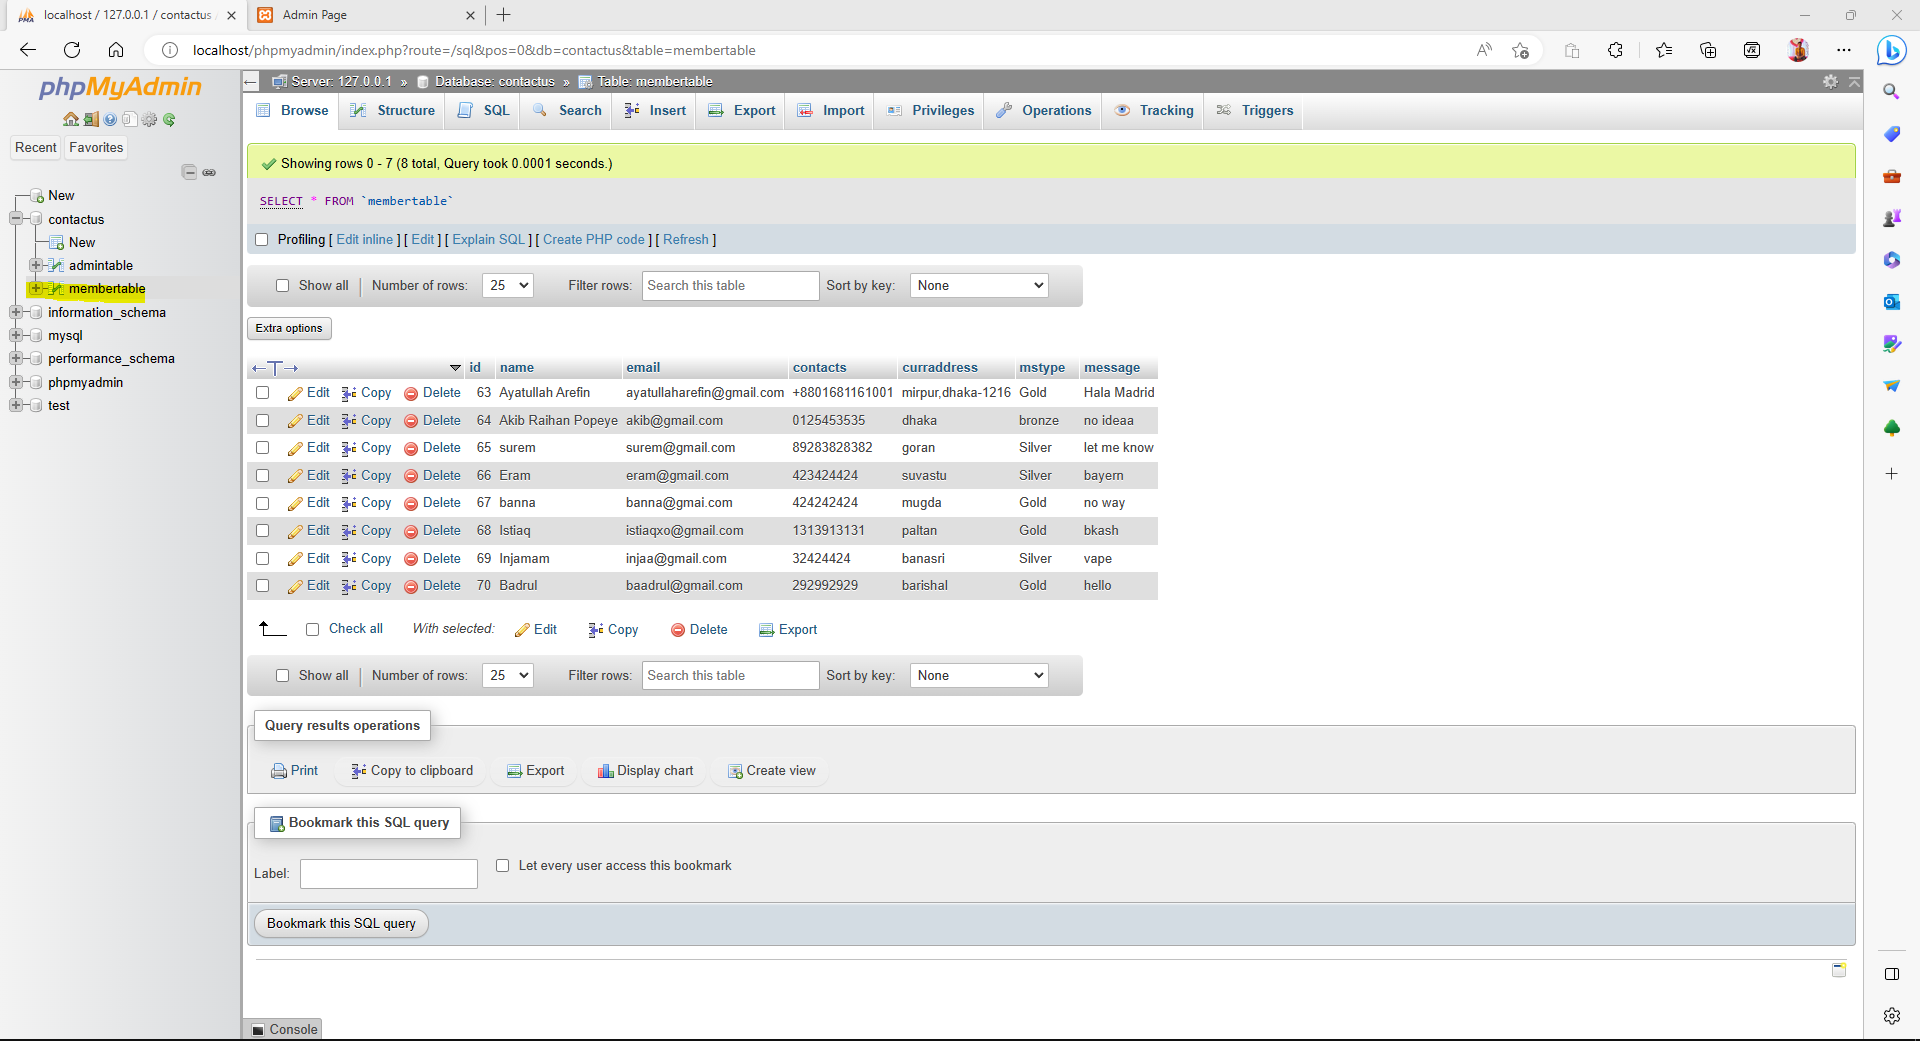 localhost / 127.0.0.1 / contactus
Admin Page
localhost/phpmyadmin/index.php?route=/sql&pos=0&db=contactus&table=membertable
phpMyAdmin
Recent Favorites
New
contactus
New
admintable
membertable
information_schema
mysql
performance_schema
phpmyadmin
test
Server: 127.0.0.1 » Database: contactus » Table: membertable
Browse Structure SQL Search Insert Export Import Privileges Operations Tracking Triggers
Showing rows 0 - 7 (8 total, Query took 0.0001 seconds.)
SELECT * FROM `membertable`
Profiling [ Edit inline ] [ Edit ] [ Explain SQL ] [ Create PHP code ] [ Refresh ]
Show all Number of rows: 25 Filter rows: Search this table Sort by key: None
Extra options
id name email contacts curraddress mstype message
Edit Copy Delete 63 Ayatullah Arefin ayatullaharefin@gmail.com +8801681161001 mirpur,dhaka-1216 Gold Hala Madrid
Edit Copy Delete 64 Akib Raihan Popeye akib@gmail.com 0125453535 dhaka bronze no ideaa
Edit Copy Delete 65 surem surem@gmail.com 89283828382 goran Silver let me know
Edit Copy Delete 66 Eram eram@gmail.com 423424424 suvastu Silver bayern
Edit Copy Delete 67 banna banna@gmai.com 424242424 mugda Gold no way
Edit Copy Delete 68 Istiaq istiaqxo@gmail.com 1313913131 paltan Gold bkash
Edit Copy Delete 69 Injamam injaa@gmail.com 32424424 banasri Silver vape
Edit Copy Delete 70 Badrul baadrul@gmail.com 292992929 barishal Gold hello
Check all With selected: Edit Copy Delete Export
Show all Number of rows: 25 Filter rows: Search this table Sort by key: None
Query results operations
Print Copy to clipboard Export Display chart Create view
Bookmark this SQL query
Label: Let every user access this bookmark
Bookmark this SQL query
Console